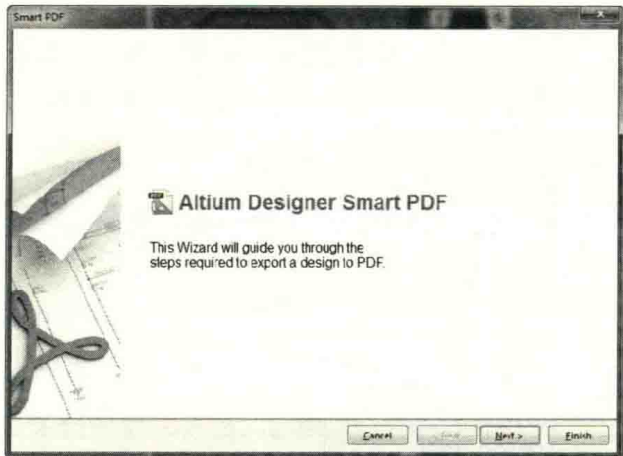 Smart PDF
Altium Designer Smart PDF
This Wizard will guide you through the
steps required to export a design to PDF.
Cancel
Next >
Finish